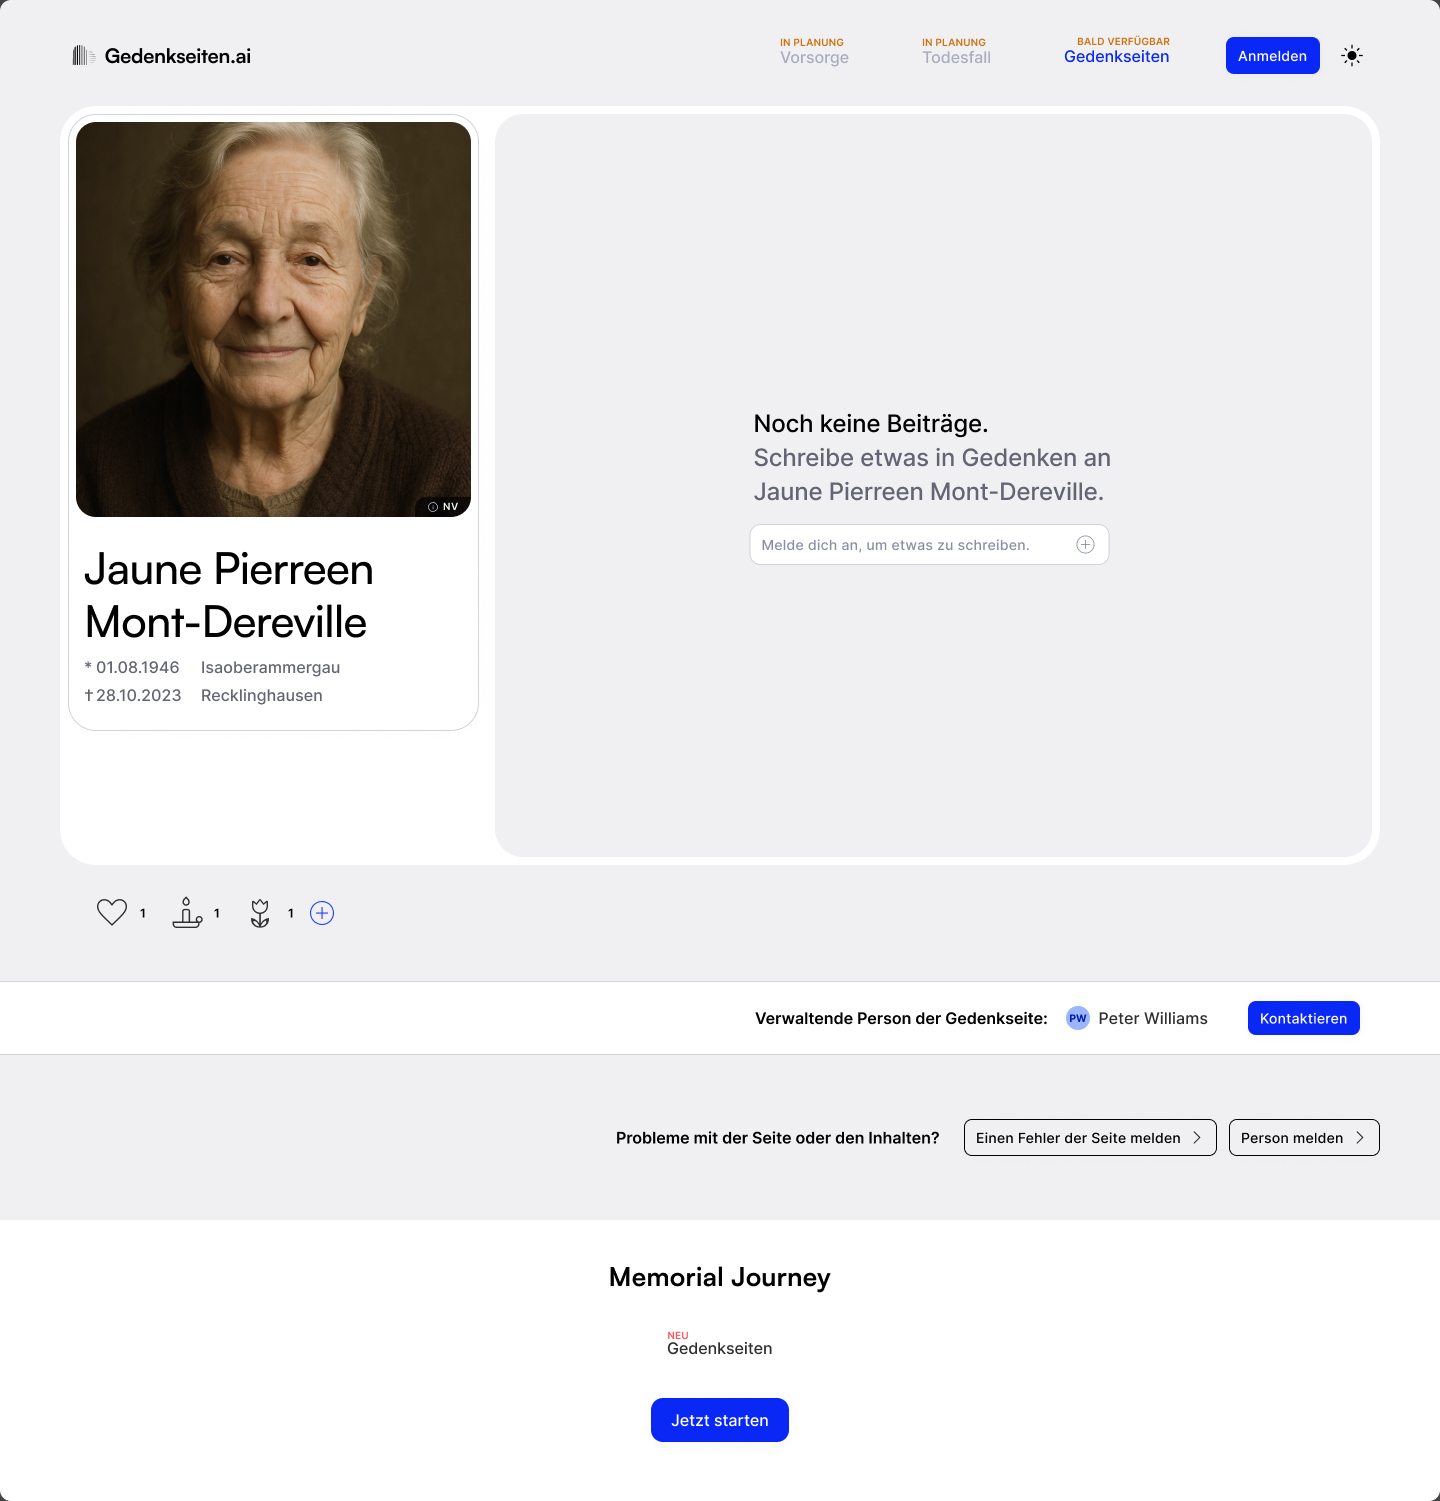 Gedenkseiten.ai
IN PLANUNG
Vorsorge
IN PLANUNG
Todesfall
BALD VERFÜGBAR
Gedenkseiten
Anmelden
NV
Jaune Pierreen
Mont-Dereville
* 01.08.1946 Isaoberammergau
† 28.10.2023 Recklinghausen
Noch keine Beiträge.
Schreibe etwas in Gedenken an
Jaune Pierreen Mont-Dereville.
Melde dich an, um etwas zu schreiben.
1 1 1
Verwaltende Person der Gedenkseite: PW Peter Williams Kontaktieren
Probleme mit der Seite oder den Inhalten? Einen Fehler der Seite melden Person melden
Memorial Journey
NEU
Gedenkseiten
Jetzt starten